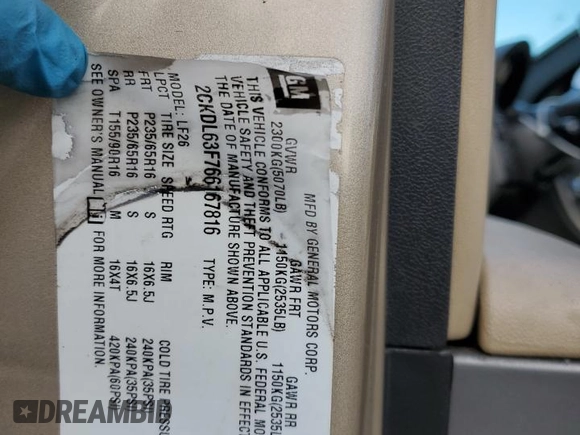 GM
MFD BY GENERAL MOTORS CORP.
GVWR GAWR FRT GAWR RR
2300KG(5070LB) 1150KG(2535LB) 1150KG(2535L
THIS VEHICLE CONFORMS TO ALL APPLICABLE U.S. FEDERAL MO
VEHICLE SAFETY AND THEFT PREVENTION STANDARDS IN EFFECT
THE DATE OF MANUFACTURE SHOWN ABOVE.
2CKDL63F766167816 TYPE: M.P.V.
MODEL: LF26
LPCT TIRE SIZE SPEED RTG RIM COLD TIRE PRESSU
FRT P235/65R16 S 16X6.5J 240KPA(35PSI)
RR P235/65R16 S 16X6.5J 240KPA(35PSI)
SPA T155/90R16 M 16X4T 420KPA(60PSI)
SEE OWNER'S MANUAL FOR MORE INFORMATION.
DREAMBID